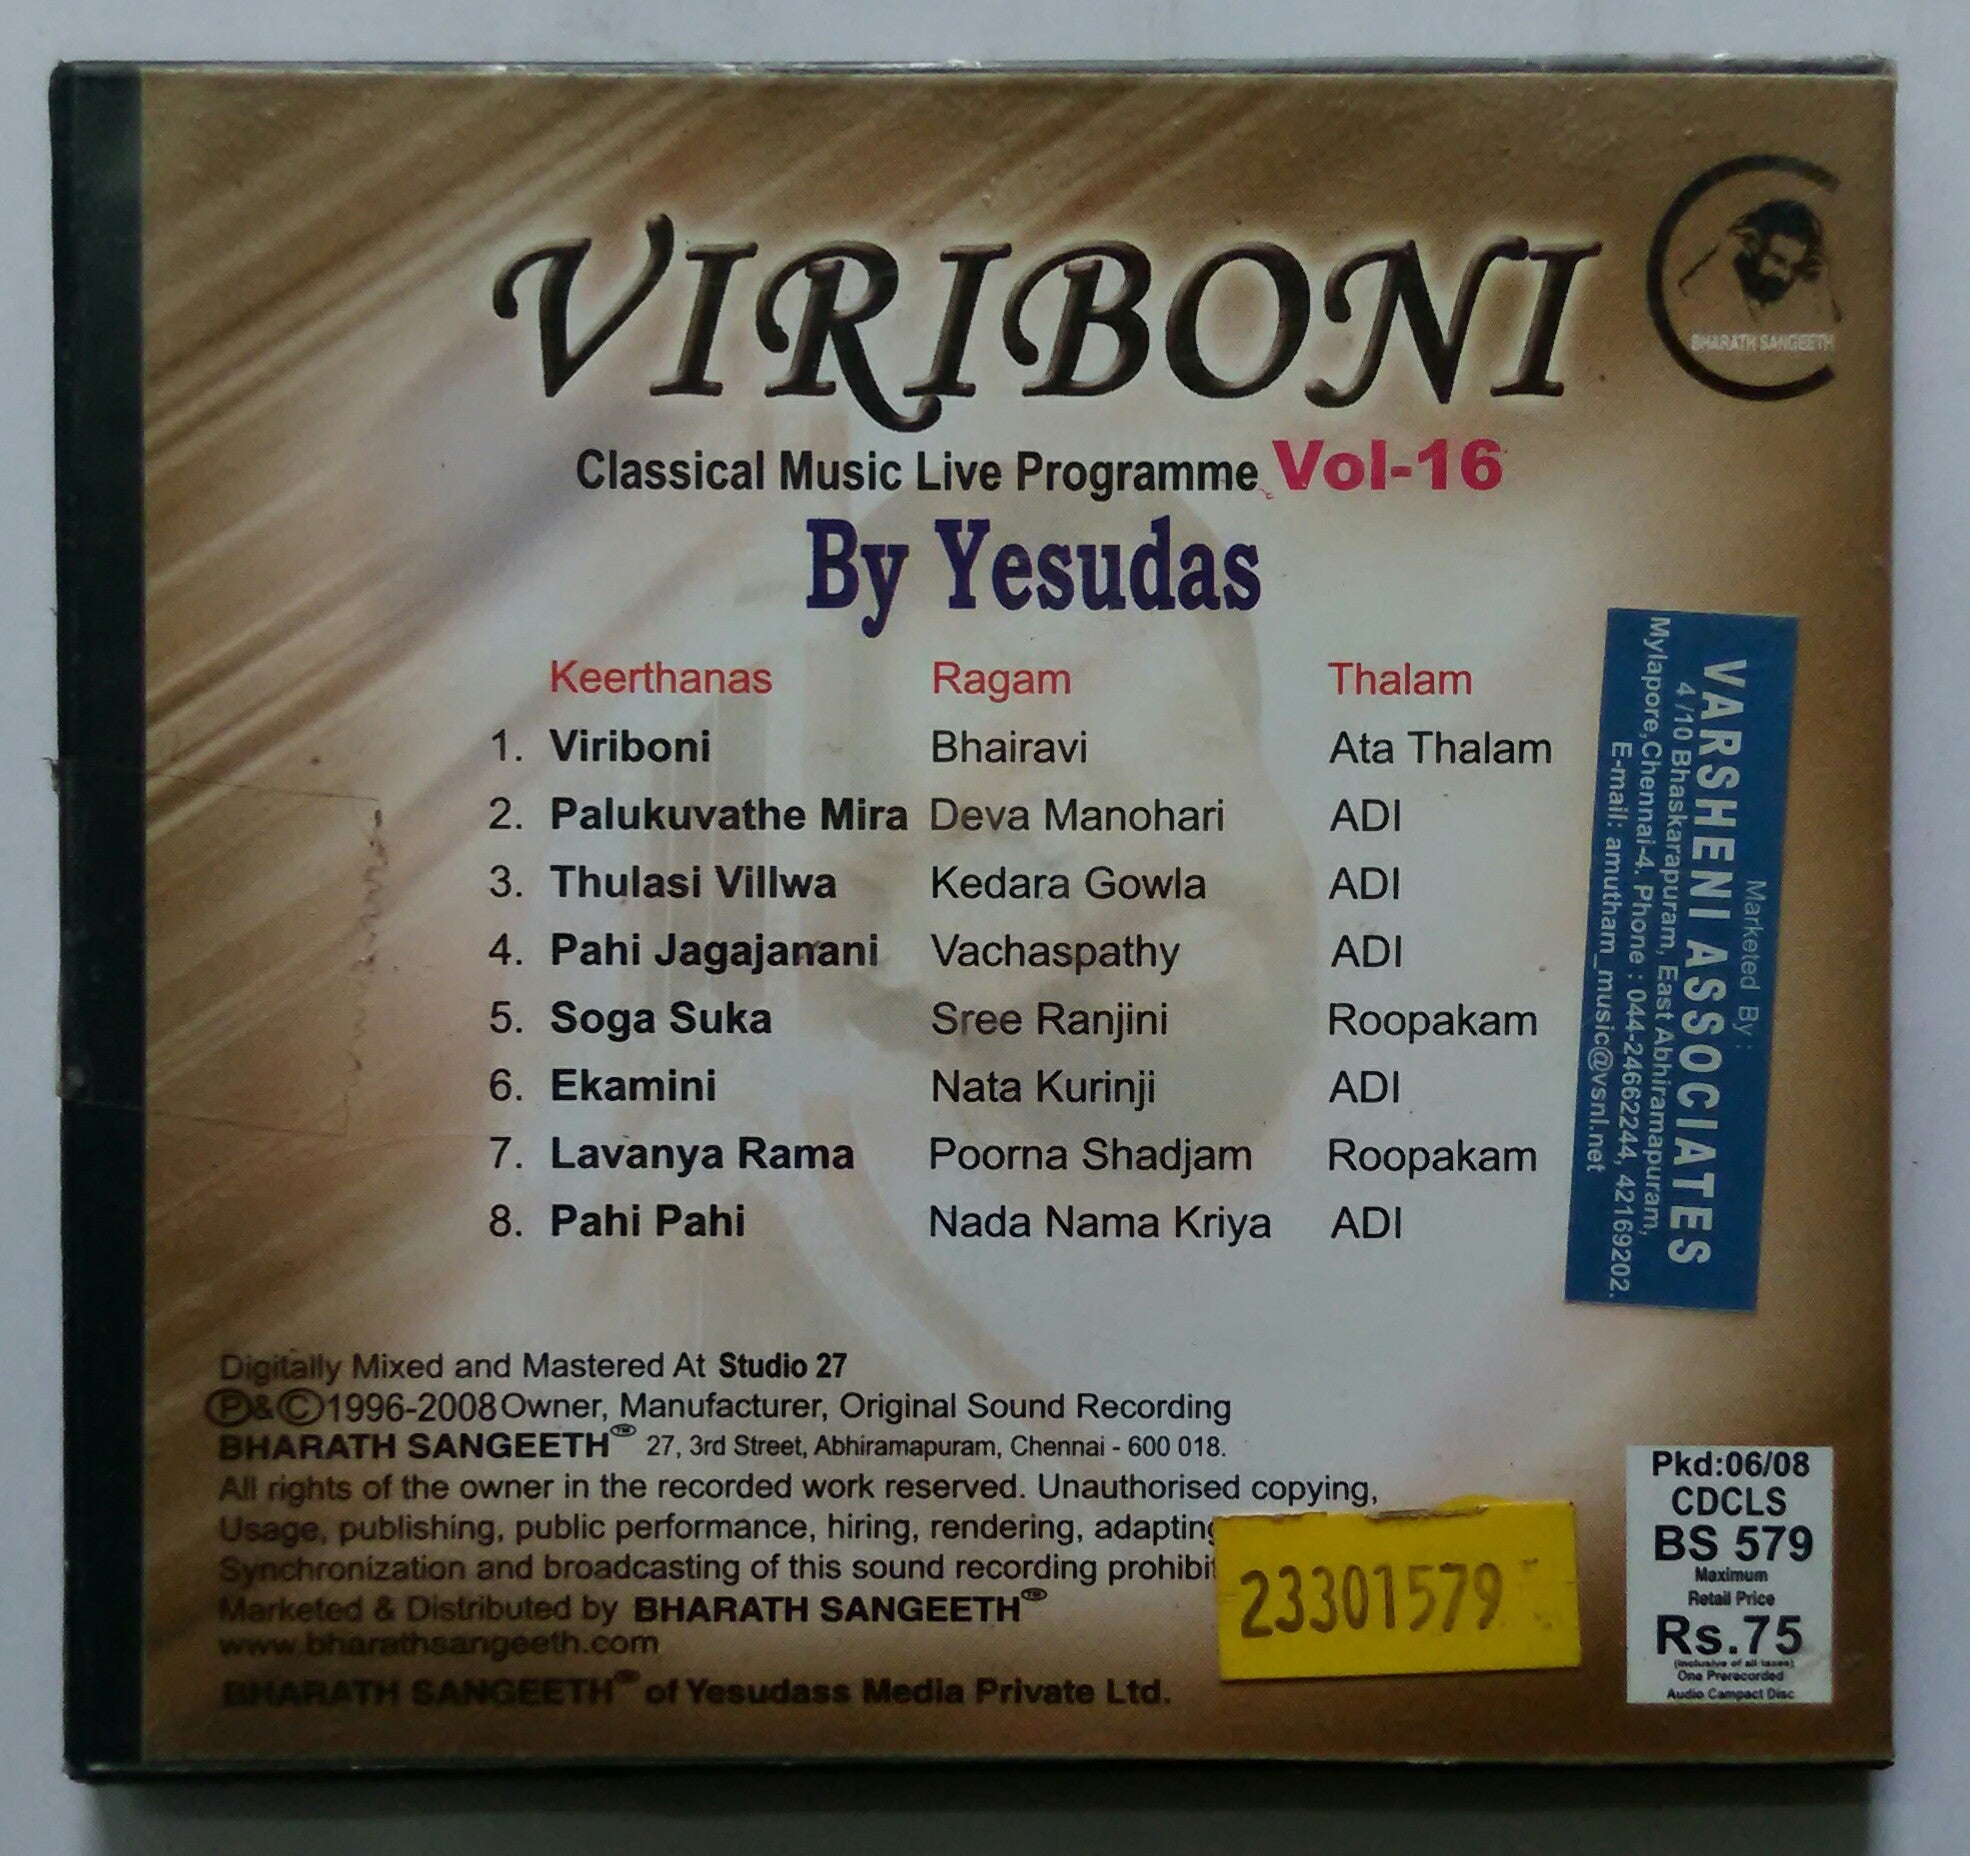 VIRIBONI
BHARATH SANGEETH
Classical Music Live Programme Vol-16
By Yesudas
Keerthanas Ragam Thalam
1. Viriboni Bhairavi Ata Thalam
2. Palukuvathe Mira Deva Manohari ADI
3. Thulasi Villwa Kedara Gowla ADI
4. Pahi Jagajanani Vachaspathy ADI
5. Soga Suka Sree Ranjini Roopakam
6. Ekamini Nata Kurinji ADI
7. Lavanya Rama Poorna Shadjam Roopakam
8. Pahi Pahi Nada Nama Kriya ADI
Marketed By :
VARSHENI ASSOCIATES
4 /10 Bhaskarapuram, East Abhiramapuram,
Mylapore,Chennai-4. Phone : 044-24662244, 42169202.
E-mail: amutham_music@vsnl.net
Digitally Mixed and Mastered At Studio 27
Ⓟ&©1996-2008 Owner, Manufacturer, Original Sound Recording
BHARATH SANGEETH™ 27, 3rd Street, Abhiramapuram, Chennai - 600 018.
All rights of the owner in the recorded work reserved. Unauthorised copying,
Usage, publishing, public performance, hiring, rendering, adapting
Synchronization and broadcasting of this sound recording prohibit
Marketed & Distributed by BHARATH SANGEETH™
www.bharathsangeeth.com
BHARATH SANGEETH™ of Yesudass Media Private Ltd.
23301579
Pkd:06/08
CDCLS
BS 579
Maximum
Retail Price
Rs.75
(inclusive of all taxes)
One Prerecorded
Audio Compact Disc